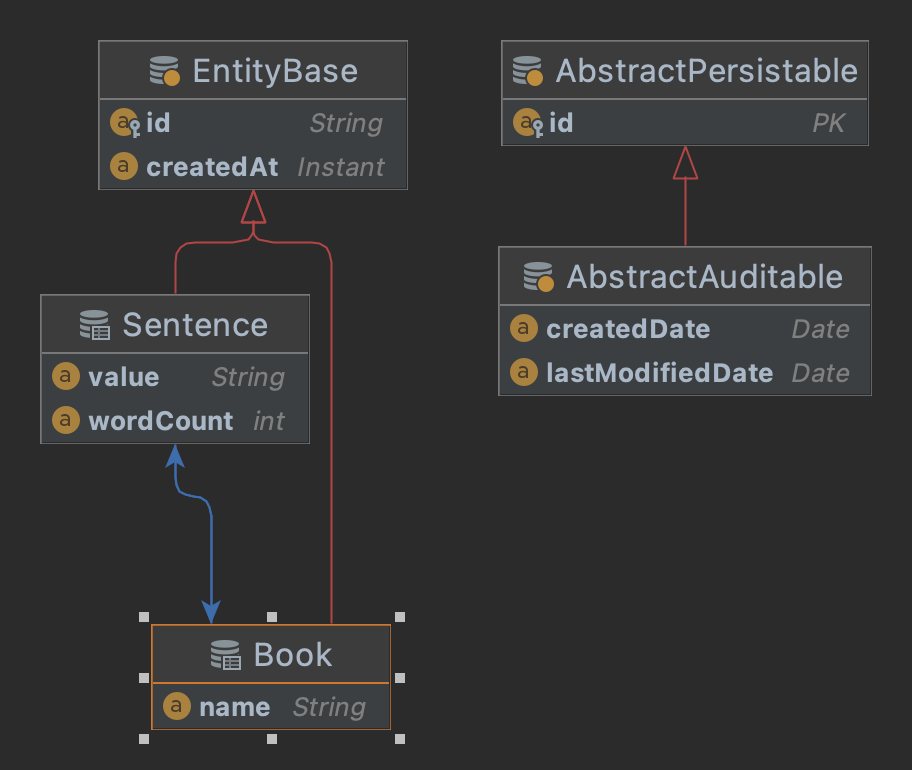 EntityBase
a id String
a createdAt Instant
AbstractPersistable
a id PK
AbstractAuditable
a createdDate Date
a lastModifiedDate Date
Sentence
a value String
a wordCount int
Book
a name String